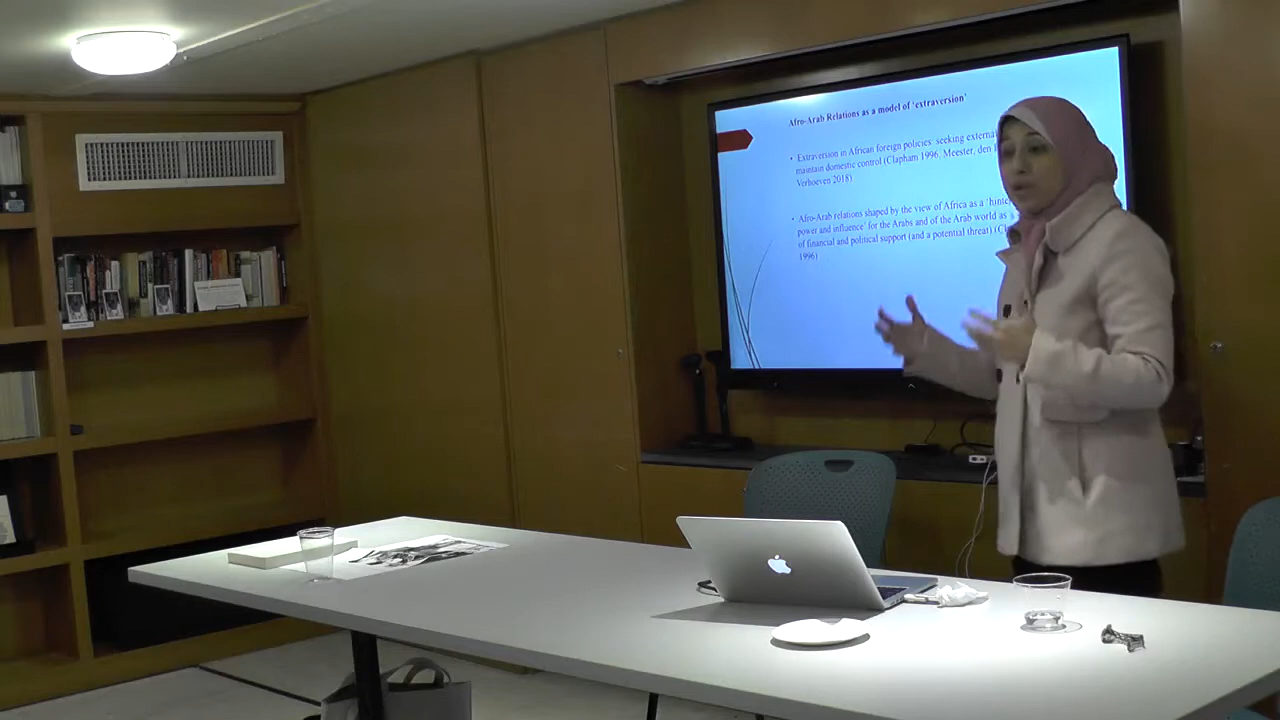 Afro-Arab Relations as a model of ‘extraversion’
• Extraversion in African foreign policies: seeking externa
maintain domestic control (Clapham 1996, Meester, den
Verhoeven 2018)
• Afro-Arab relations shaped by the view of Africa as a ‘hinte
power and influence’ for the Arabs and of the Arab world as
of financial and political support (and a potential threat) (Cl
1996)